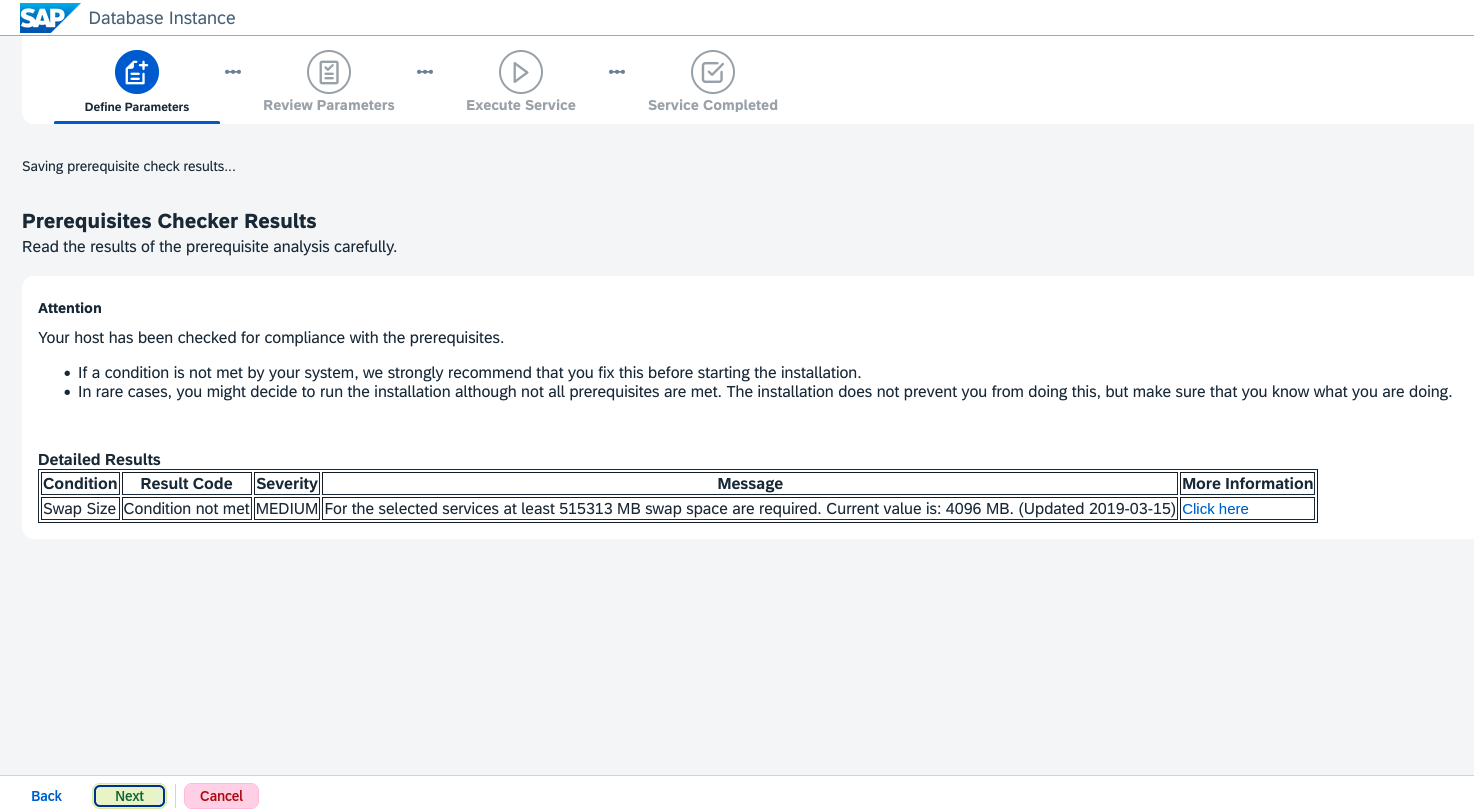 SAP Database Instance
Define Parameters
Review Parameters
Execute Service
Service Completed
Saving prerequisite check results...
Prerequisites Checker Results
Read the results of the prerequisite analysis carefully.
Attention
Your host has been checked for compliance with the prerequisites.
• If a condition is not met by your system, we strongly recommend that you fix this before starting the installation.
• In rare cases, you might decide to run the installation although not all prerequisites are met. The installation does not prevent you from doing this, but make sure that you know what you are doing.
Detailed Results
Condition Result Code Severity Message More Information
Swap Size Condition not met MEDIUM For the selected services at least 515313 MB swap space are required. Current value is: 4096 MB. (Updated 2019-03-15) Click here
Back Next Cancel